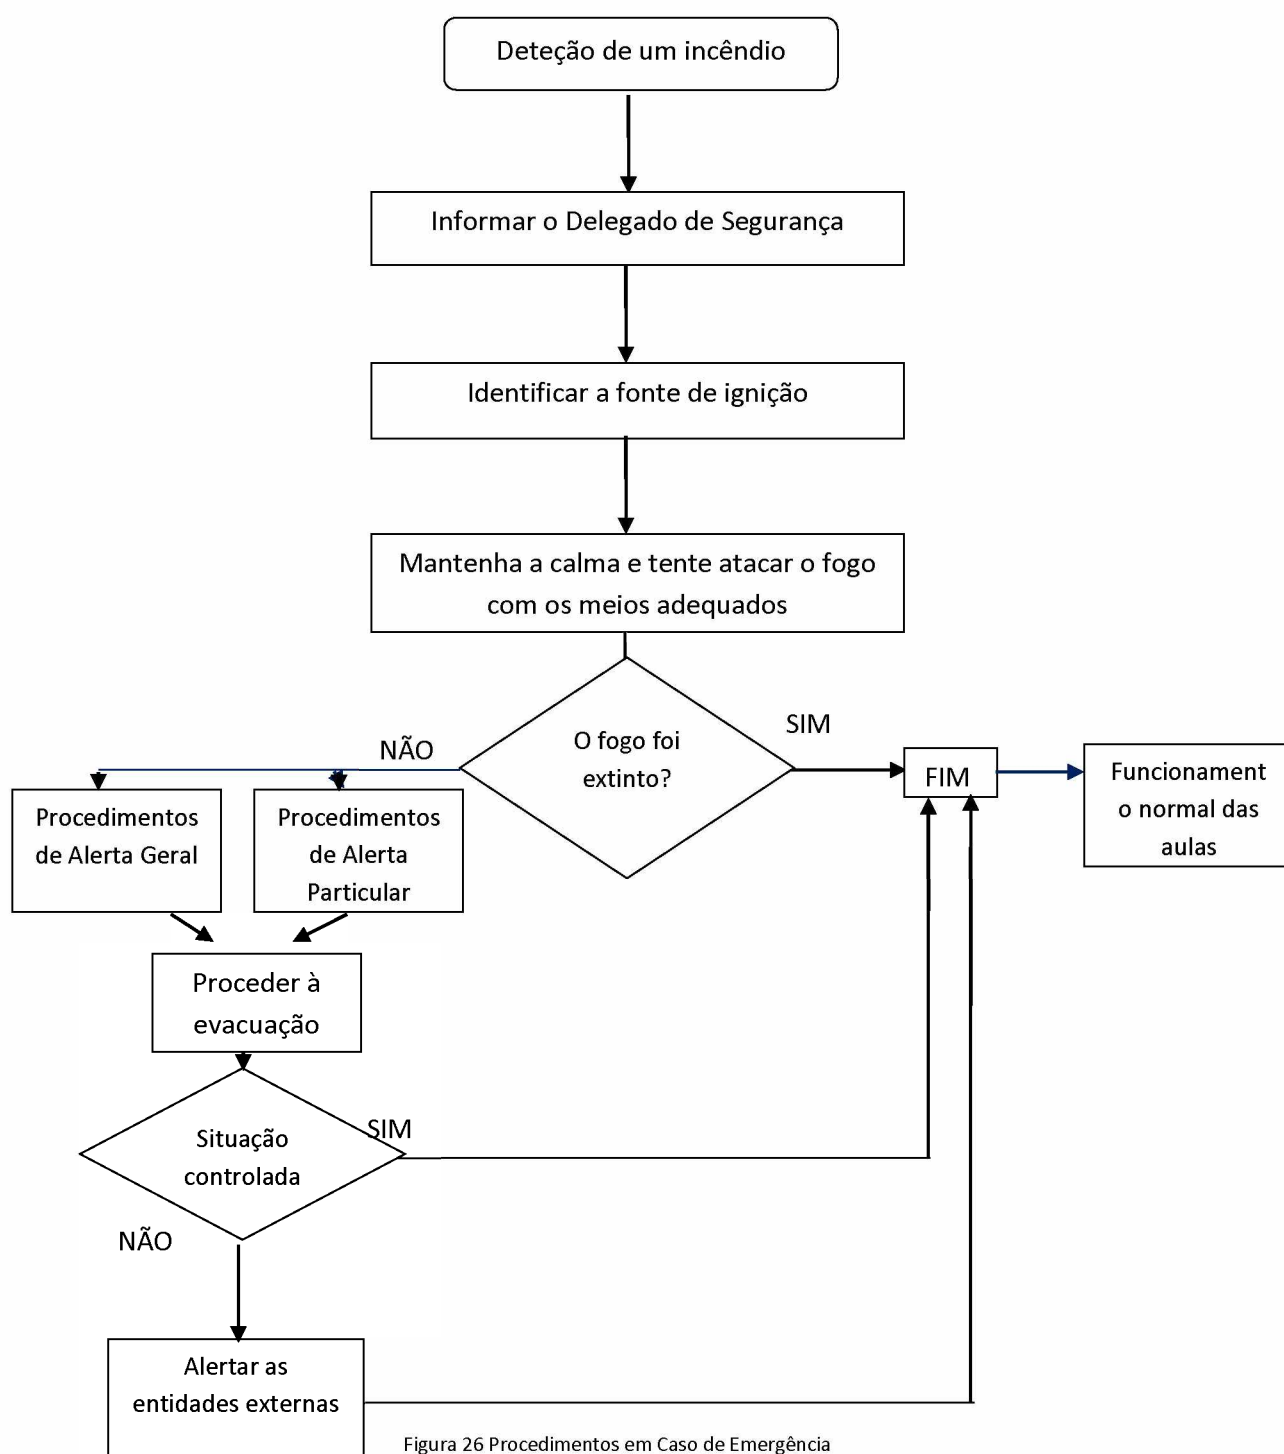 Deteção de um incêndio
Informar o Delegado de Segurança
Identificar a fonte de ignição
Mantenha a calma e tente atacar o fogo
com os meios adequados
O fogo foi
extinto?
SIM
NÃO
FIM
Funcionament
o normal das
aulas
Procedimentos
de Alerta Geral
Procedimentos
de Alerta
Particular
Proceder à
evacuação
Situação
controlada
SIM
NÃO
Alertar as
entidades externas
Figura 26 Procedimentos em Caso de Emergência